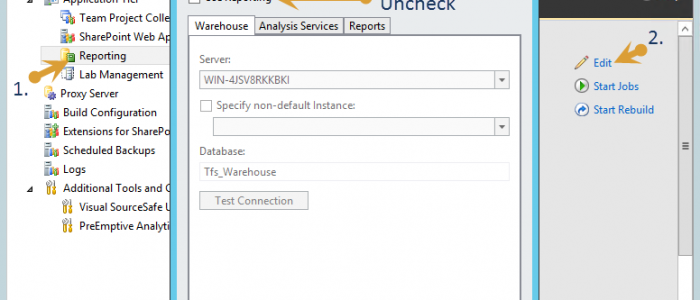 Application Tier
Team Project Colle
SharePoint Web Ap
Reporting
Lab Management
1.
Proxy Server
Build Configuration
Extensions for SharePo
Scheduled Backups
Logs
Additional Tools and C
Visual SourceSafe U
PreEmptive Analyti
Use Reporting
Uncheck
Warehouse
Analysis Services
Reports
Server:
WIN-4JSV8RKKBKI
Specify non-default Instance:
Database:
Tfs_Warehouse
Test Connection
2.
Edit
Start Jobs
Start Rebuild